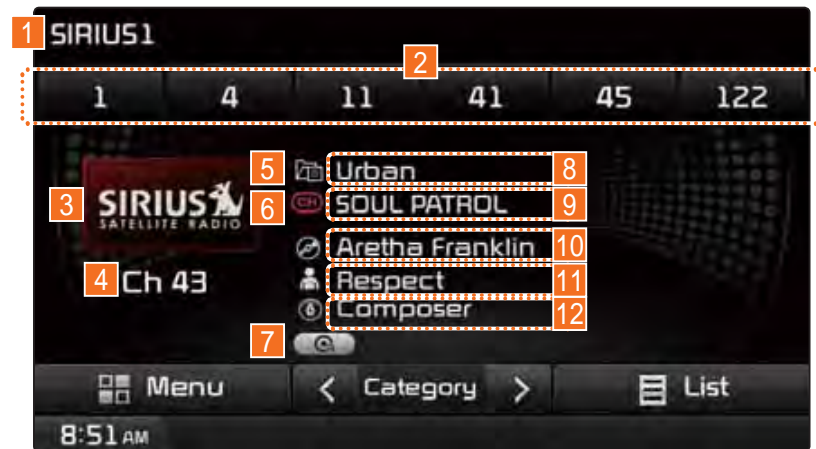 1 SIRIUS1
2
1 4 11 41 45 122
5 Urban 8
3 SIRIUS 6 CH SOUL PATROL 9
SATELLITE RADIO
Aretha Franklin 10
4 Ch 43 Respect 11
Composer 12
7
Menu < Category > List
8:51 AM